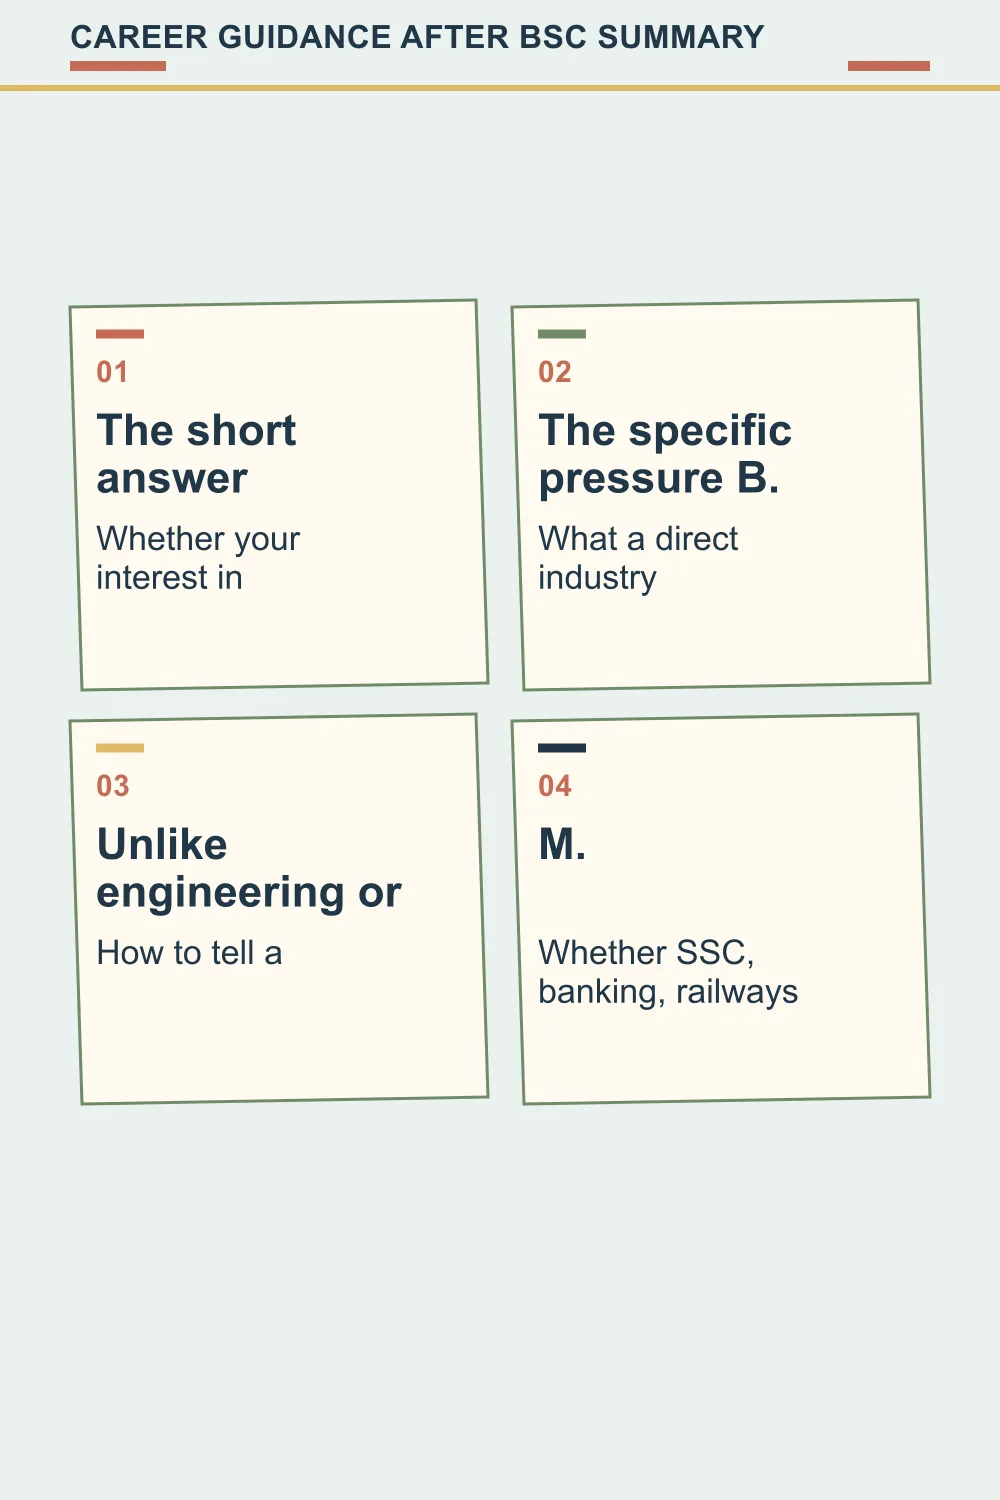 CAREER GUIDANCE AFTER BSC SUMMARY
01
The short
answer
Whether your
interest in
02
The specific
pressure B.
What a direct
industry
03
Unlike
engineering or
How to tell a
04
M.
Whether SSC,
banking, railways